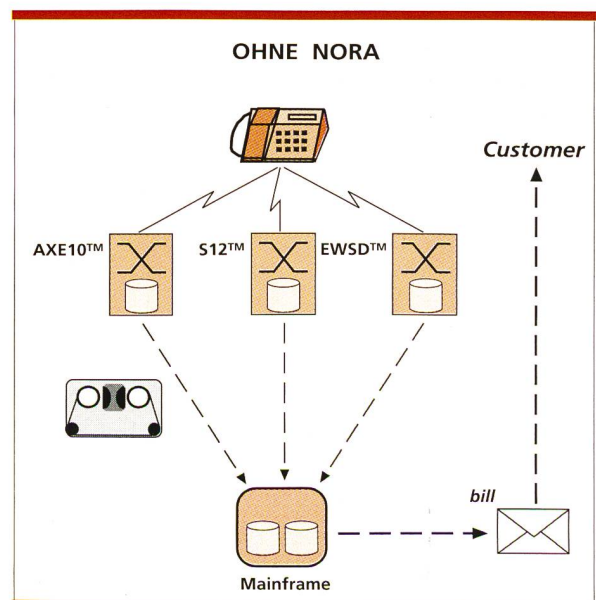 OHNE NORA
Customer
AXE10™ S12™ EWSD™
bill
Mainframe